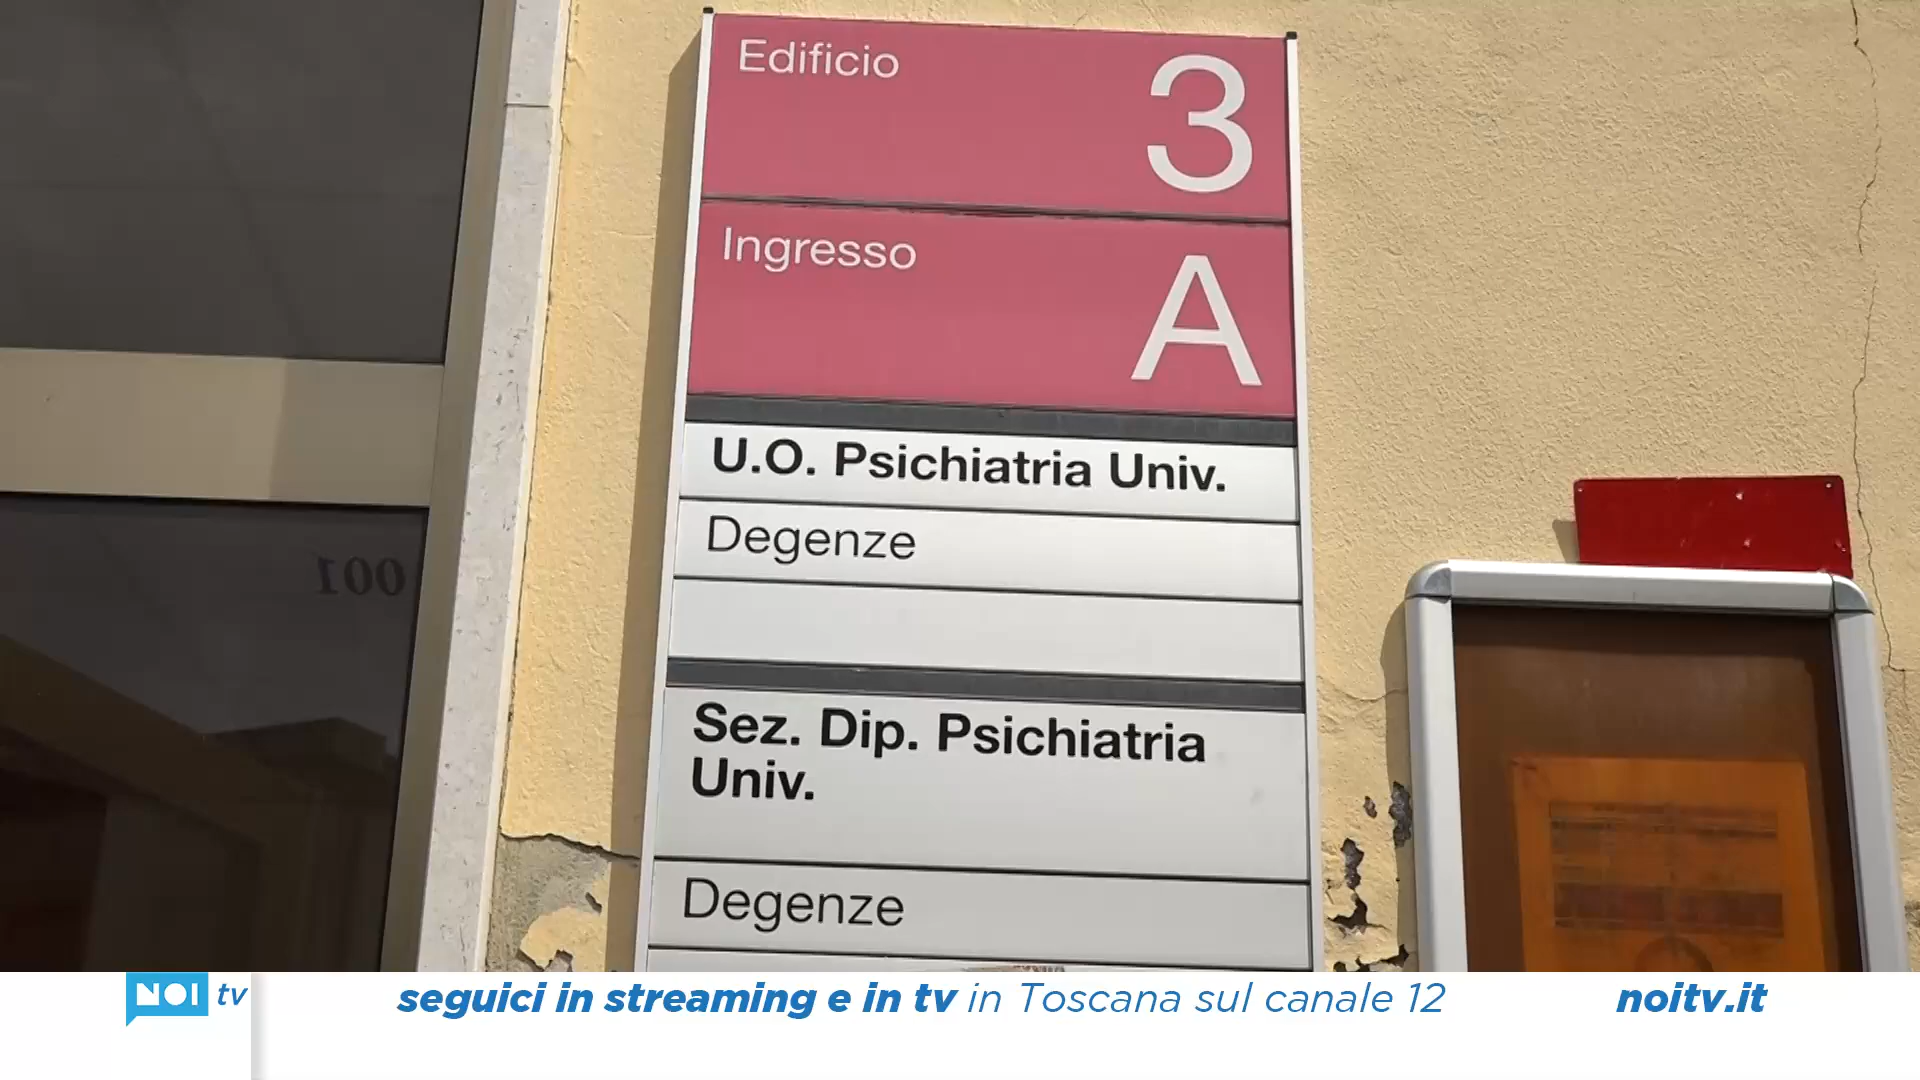 Edificio 3
Ingresso A
U.O. Psichiatria Univ.
Degenze
Sez. Dip. Psichiatria
Univ.
Degenze
100
NOI tv
seguici in streaming e in tv in Toscana sul canale 12
noitv.it